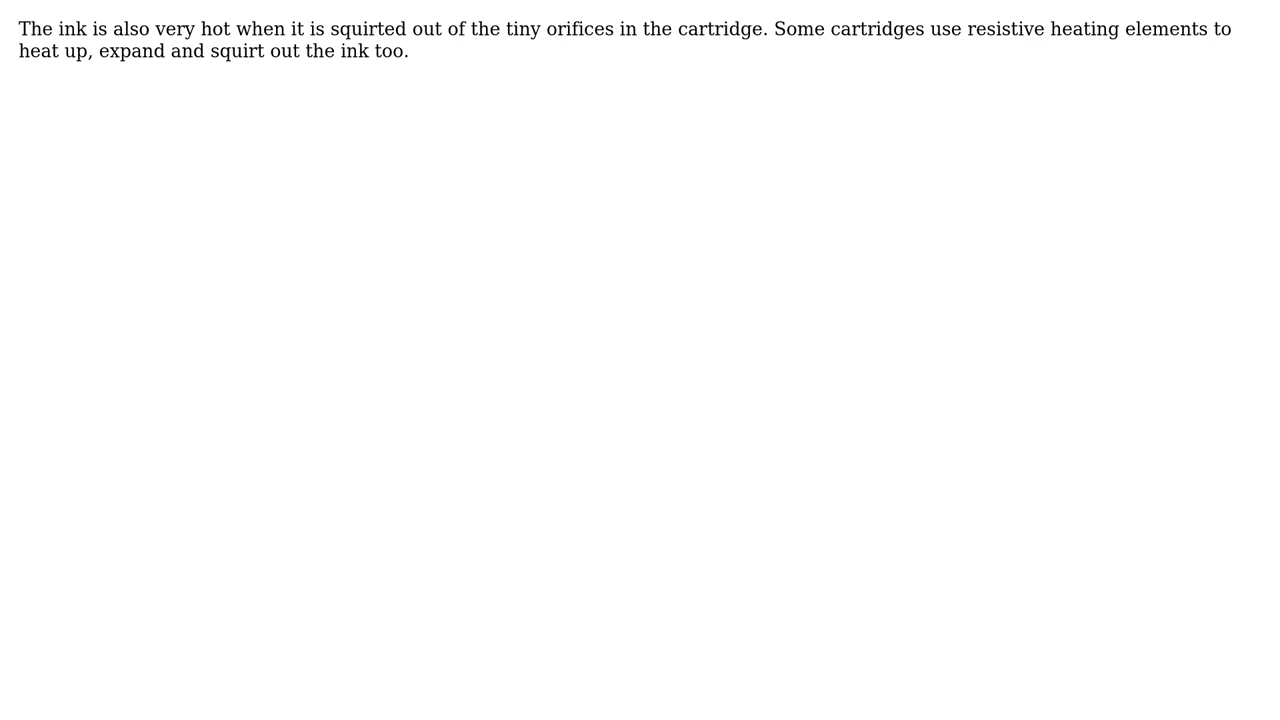 The ink is also very hot when it is squirted out of the tiny orifices in the cartridge. Some cartridges use resistive heating elements to
heat up, expand and squirt out the ink too.